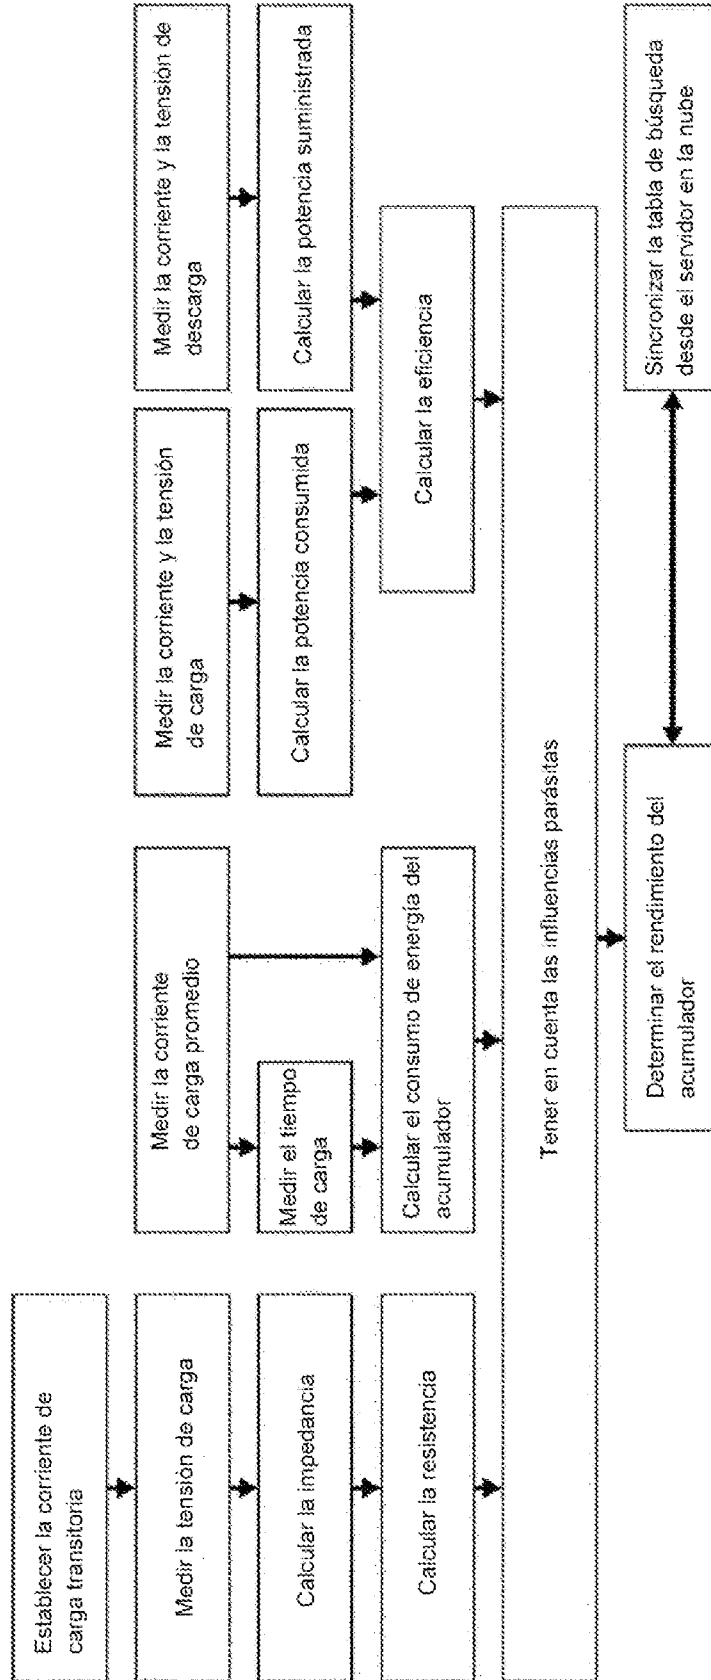 Establecer la corriente de
carga transitoria
Medir la tensión de carga
Calcular la impedancia
Calcular la resistencia
Medir la corriente
de carga promedio
Medir el tiempo
de carga
Calcular el consumo de energía del
acumulador
Medir la corriente y la tensión
de carga
Calcular la potencia consumida
Medir la corriente y la tensión de
descarga
Calcular la potencia suministrada
Calcular la eficiencia
Tener en cuenta las influencias parásitas
Determinar el rendimiento del
acumulador
Sincronizar la tabla de búsqueda
desde el servidor en la nube